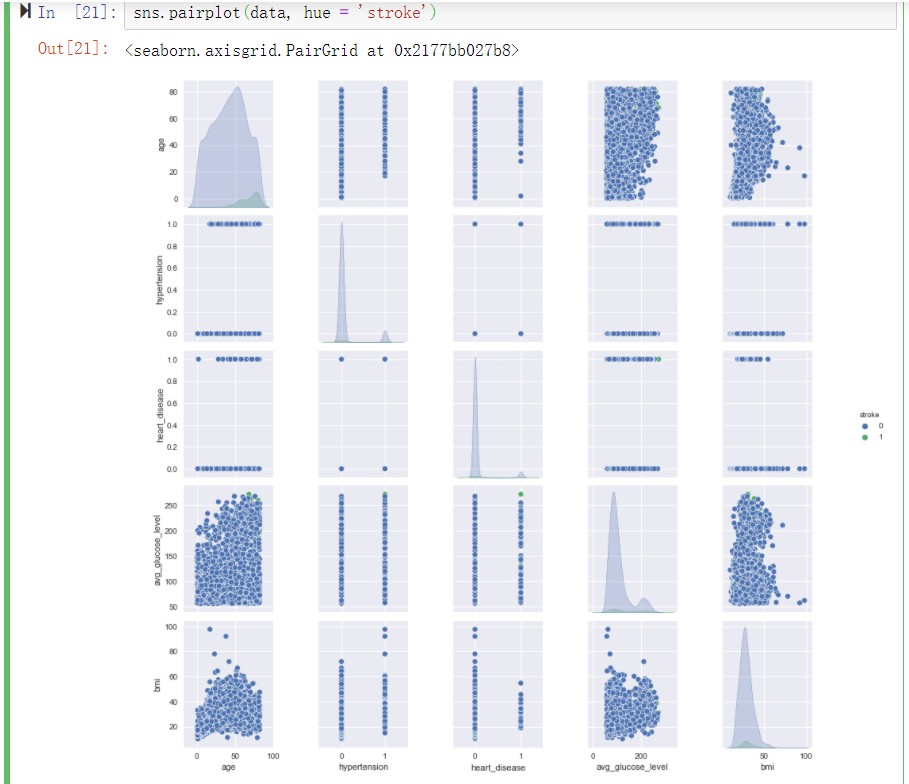 In [21]: sns.pairplot(data, hue = 'stroke')
Out[21]: <seaborn.axisgrid.PairGrid at 0x2177bb027b8>
80
60
40
20
0
age
1.0
0.8
0.6
0.4
0.2
0.0
hypertension
1.0
0.8
0.6
0.4
0.2
0.0
heart_disease
stroke
0
1
250
200
150
100
50
avg_glucose_level
100
80
60
40
20
bmi
0 50 100 0 1 0 1 0 200 50 100
age hypertension heart_disease avg_glucose_level bmi